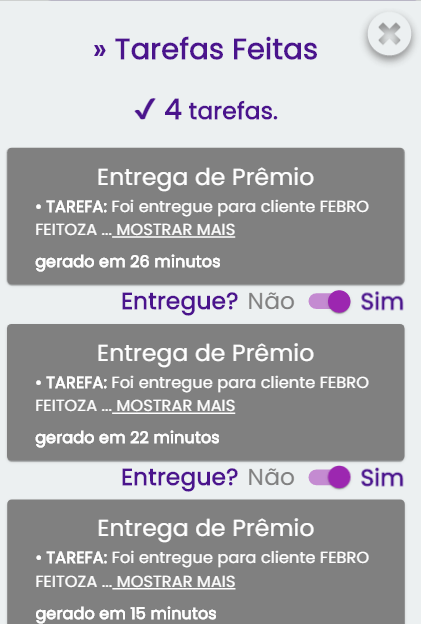 » Tarefas Feitas
✓ 4 tarefas.
Entrega de Prêmio
• TAREFA: Foi entregue para cliente FEBRO
FEITOZA ... MOSTRAR MAIS
gerado em 26 minutos
Entregue? Não Sim
Entrega de Prêmio
• TAREFA: Foi entregue para cliente FEBRO
FEITOZA ... MOSTRAR MAIS
gerado em 22 minutos
Entregue? Não Sim
Entrega de Prêmio
• TAREFA: Foi entregue para cliente FEBRO
FEITOZA ... MOSTRAR MAIS
gerado em 15 minutos